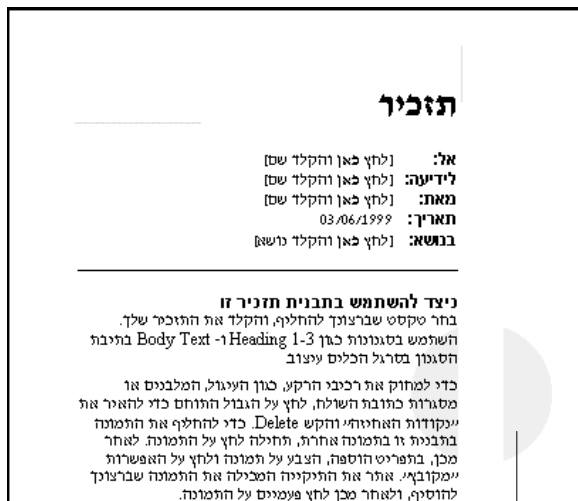 תזכיר
אל: [לחץ כאן והקלד שם]
לידיעה: [לחץ כאן והקלד שם]
מאת: [לחץ כאן והקלד שם]
תאריך: 03/06/1999
בנושא: [לחץ כאן והקלד נושא]
כיצד להשתמש בתבנית תזכיר זו
בחר טקסט שברצונך להחליף, והקלד את התזכיר שלך.
השתמש בסגנונות כגון Heading 1-3 ו- Body Text בתיבת
הסגנון בסרגל הכלים עיצוב
כדי למחוק את רכיבי הרקע, כגון העיגול, המלבנים או
מסגרות כתובת השולח, לחץ על הגבול התוחם כדי להאיר את
״נקודות האחיזה״ והקש Delete. כדי להחליף את התמונה
בתבנית זו בתמונה אחרת, תחילה לחץ על התמונה. לאחר
מכן, בתפריט הוספה, הצבע על תמונה ולחץ על האפשרות
״מקובץ״. אתר את התיקייה המכילה את התמונה שברצונך
להוסיף, ולאחר מכן לחץ פעמיים על התמונה.